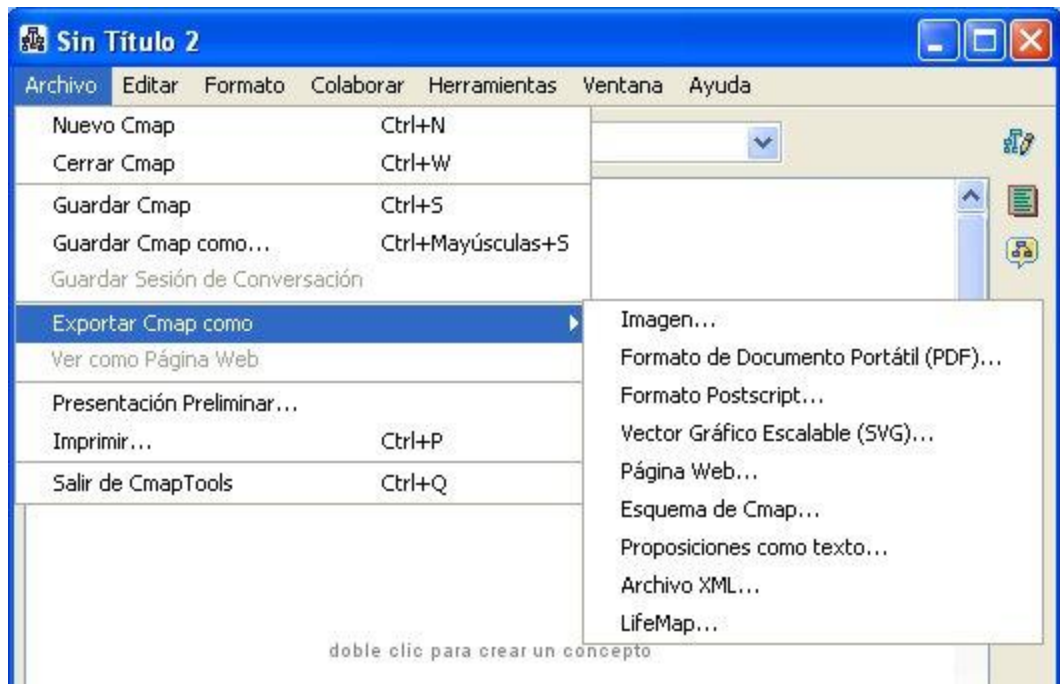 Sin Título 2
Archivo Editar Formato Colaborar Herramientas Ventana Ayuda
Nuevo Cmap Ctrl+N
Cerrar Cmap Ctrl+W
Guardar Cmap Ctrl+S
Guardar Cmap como... Ctrl+Mayúsculas+S
Guardar Sesión de Conversación
Exportar Cmap como
Ver como Página Web
Presentación Preliminar...
Imprimir... Ctrl+P
Salir de CmapTools Ctrl+Q
Imagen...
Formato de Documento Portátil (PDF)...
Formato Postscript...
Vector Gráfico Escalable (SVG)...
Página Web...
Esquema de Cmap...
Proposiciones como texto...
Archivo XML...
LifeMap...
doble clic para crear un concepto